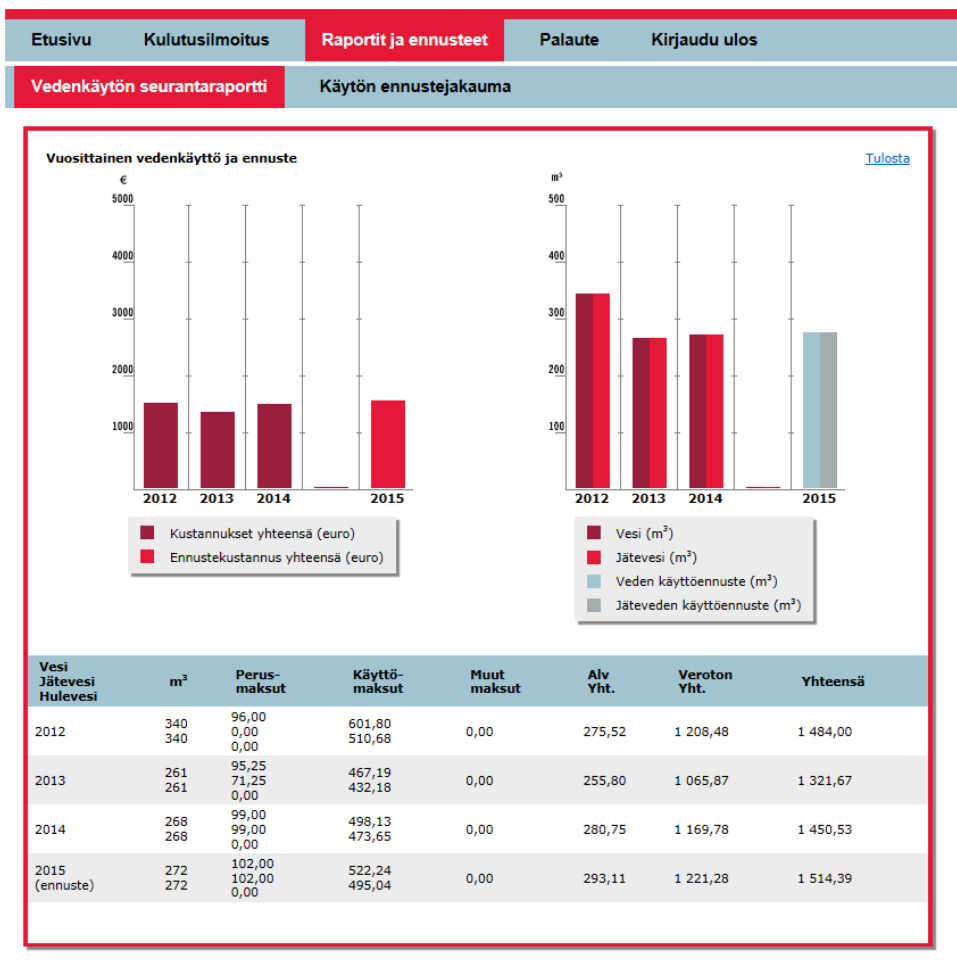 Etusivu Kulutusilmoitus Raportit ja ennusteet Palaute Kirjaudu ulos
Vedenkäytön seurantaraportti Käytön ennustejakauma
Vuosittainen vedenkäyttö ja ennuste Tulosta
€
5000
4000
3000
2000
1000
2012 2013 2014 2015
Kustannukset yhteensä (euro)
Ennustekustannus yhteensä (euro)
m³
500
400
300
200
100
2012 2013 2014 2015
Vesi (m³)
Jätevesi (m³)
Veden käyttöennuste (m³)
Jäteveden käyttöennuste (m³)
Vesi
Jätevesi
Hulevesi
m³
Perus-
maksut
Käyttö-
maksut
Muut
maksut
Alv
Yht.
Veroton
Yht.
Yhteensä
2012
340
340
96,00
0,00
0,00
601,80
510,68
0,00
275,52
1 208,48
1 484,00
2013
261
261
95,25
71,25
0,00
467,19
432,18
0,00
255,80
1 065,87
1 321,67
2014
268
268
99,00
99,00
0,00
498,13
473,65
0,00
280,75
1 169,78
1 450,53
2015
(ennuste)
272
272
102,00
102,00
0,00
522,24
495,04
0,00
293,11
1 221,28
1 514,39